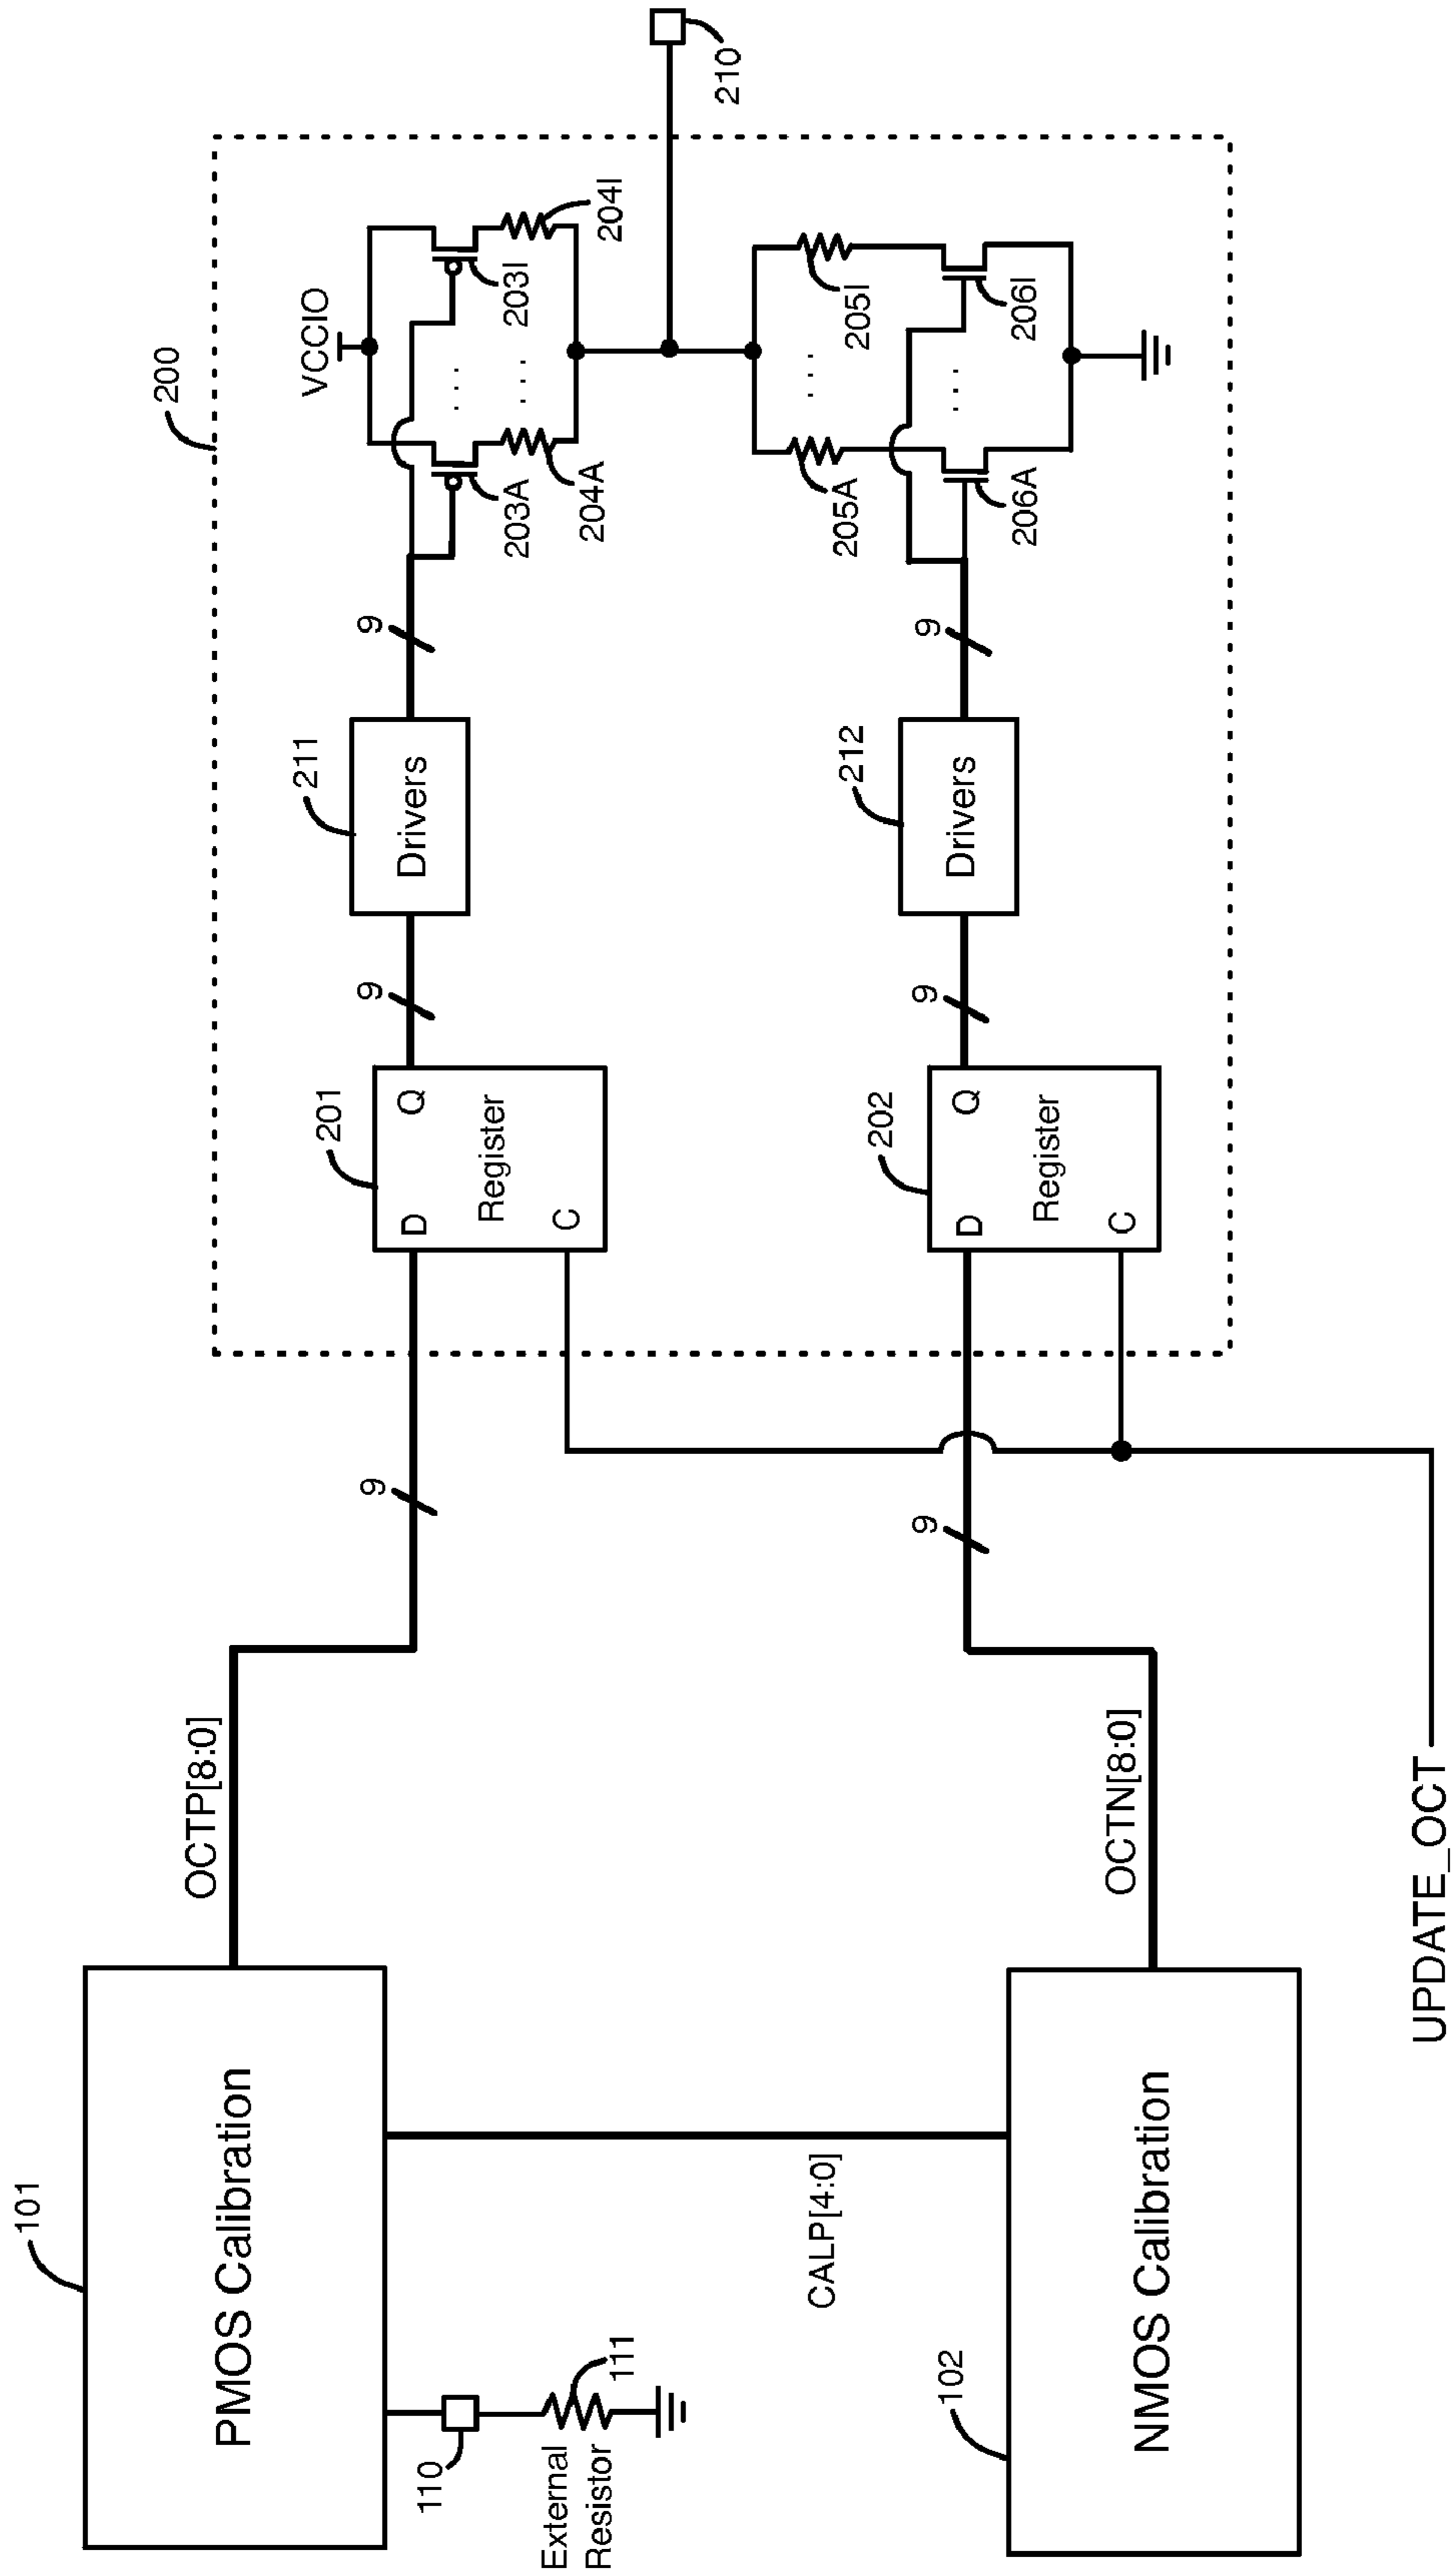 101
PMOS Calibration
110
External
Resistor
111
CALP[4:0]
102
NMOS Calibration
OCTP[8:0]
9
OCTN[8:0]
9
UPDATE_OCT
200
201
D
Q
Register
C
9
211
Drivers
9
202
D
Q
Register
C
9
212
Drivers
9
VCCIO
203A
203I
204A
204I
...
...
205A
205I
206A
206I
...
...
210